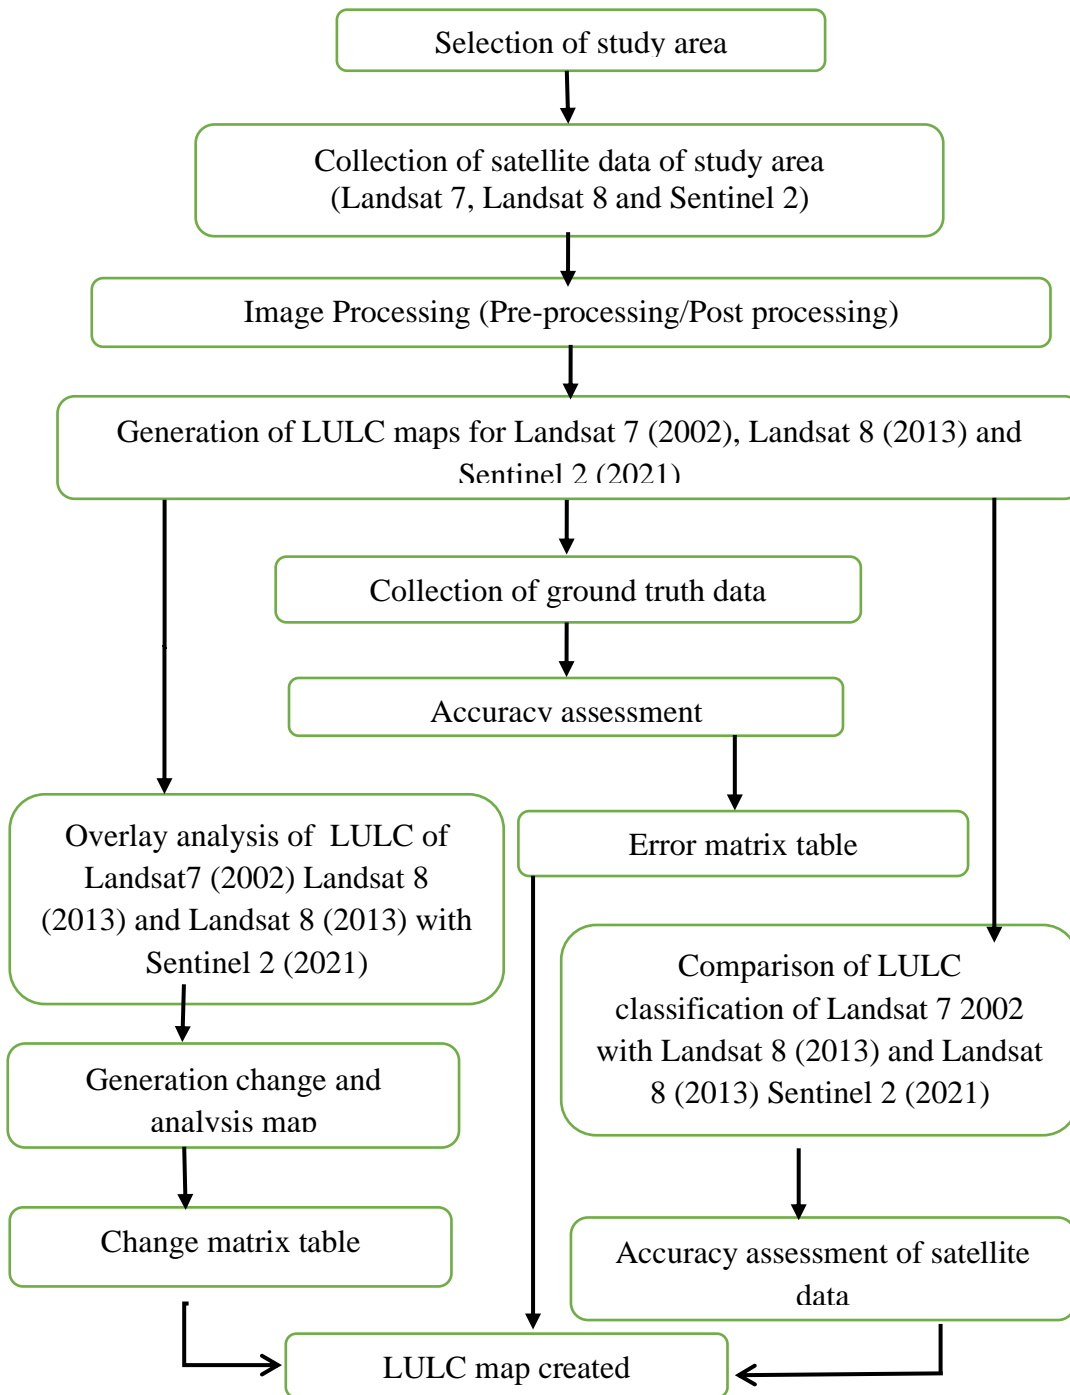 Selection of study area
Collection of satellite data of study area
(Landsat 7, Landsat 8 and Sentinel 2)
Image Processing (Pre-processing/Post processing)
Generation of LULC maps for Landsat 7 (2002), Landsat 8 (2013) and
Sentinel 2 (2021)
Collection of ground truth data
Accuracy assessment
Error matrix table
Overlay analysis of LULC of
Landsat7 (2002) Landsat 8
(2013) and Landsat 8 (2013) with
Sentinel 2 (2021)
Generation change and
analysis map
Change matrix table
Comparison of LULC
classification of Landsat 7 2002
with Landsat 8 (2013) and Landsat
8 (2013) Sentinel 2 (2021)
Accuracy assessment of satellite
data
LULC map created